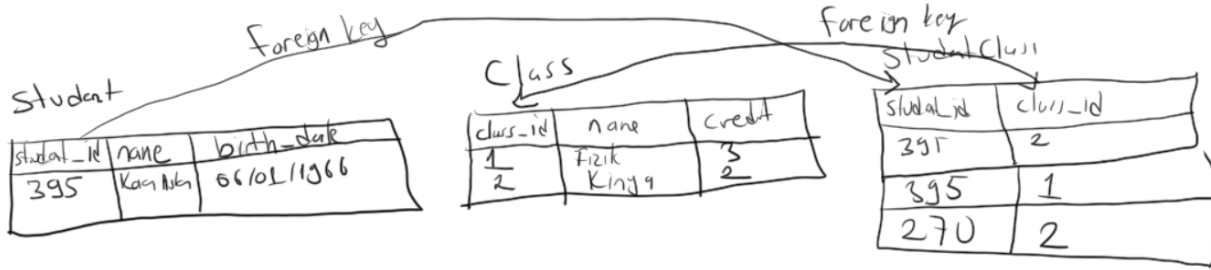 Foreign key
Foreign key
Student
Class
StudentClass
student_id name birth_date
395 06/01/1966
class_id name credit
1 Fizik 3
2 Kimya 2
student_id class_id
395 2
395 1
270 2